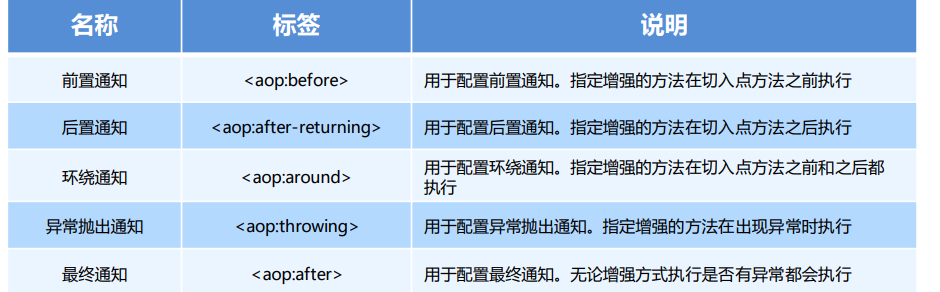 名称 标签 说明
前置通知 <aop:before> 用于配置前置通知。指定增强的方法在切入点方法之前执行
后置通知 <aop:after-returning> 用于配置后置通知。指定增强的方法在切入点方法之后执行
环绕通知 <aop:around> 用于配置环绕通知。指定增强的方法在切入点方法之前和之后都
执行
异常抛出通知 <aop:throwing> 用于配置异常抛出通知。指定增强的方法在出现异常时执行
最终通知 <aop:after> 用于配置最终通知。无论增强方式执行是否有异常都会执行